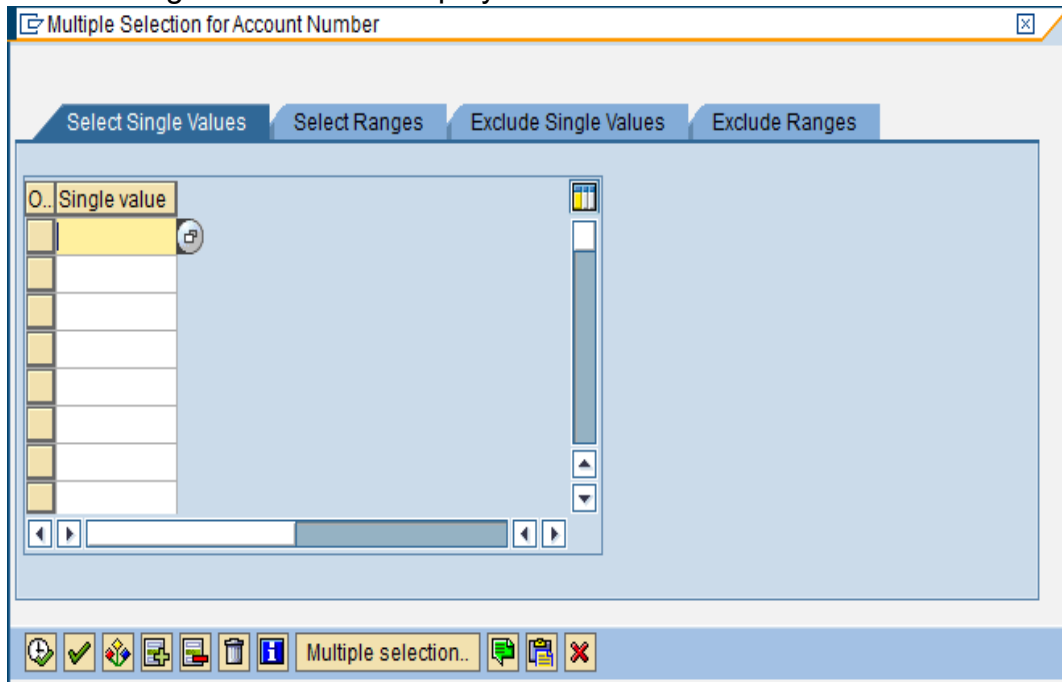 Multiple Selection for Account Number
Select Single Values Select Ranges Exclude Single Values Exclude Ranges
O.. Single value
Multiple selection..